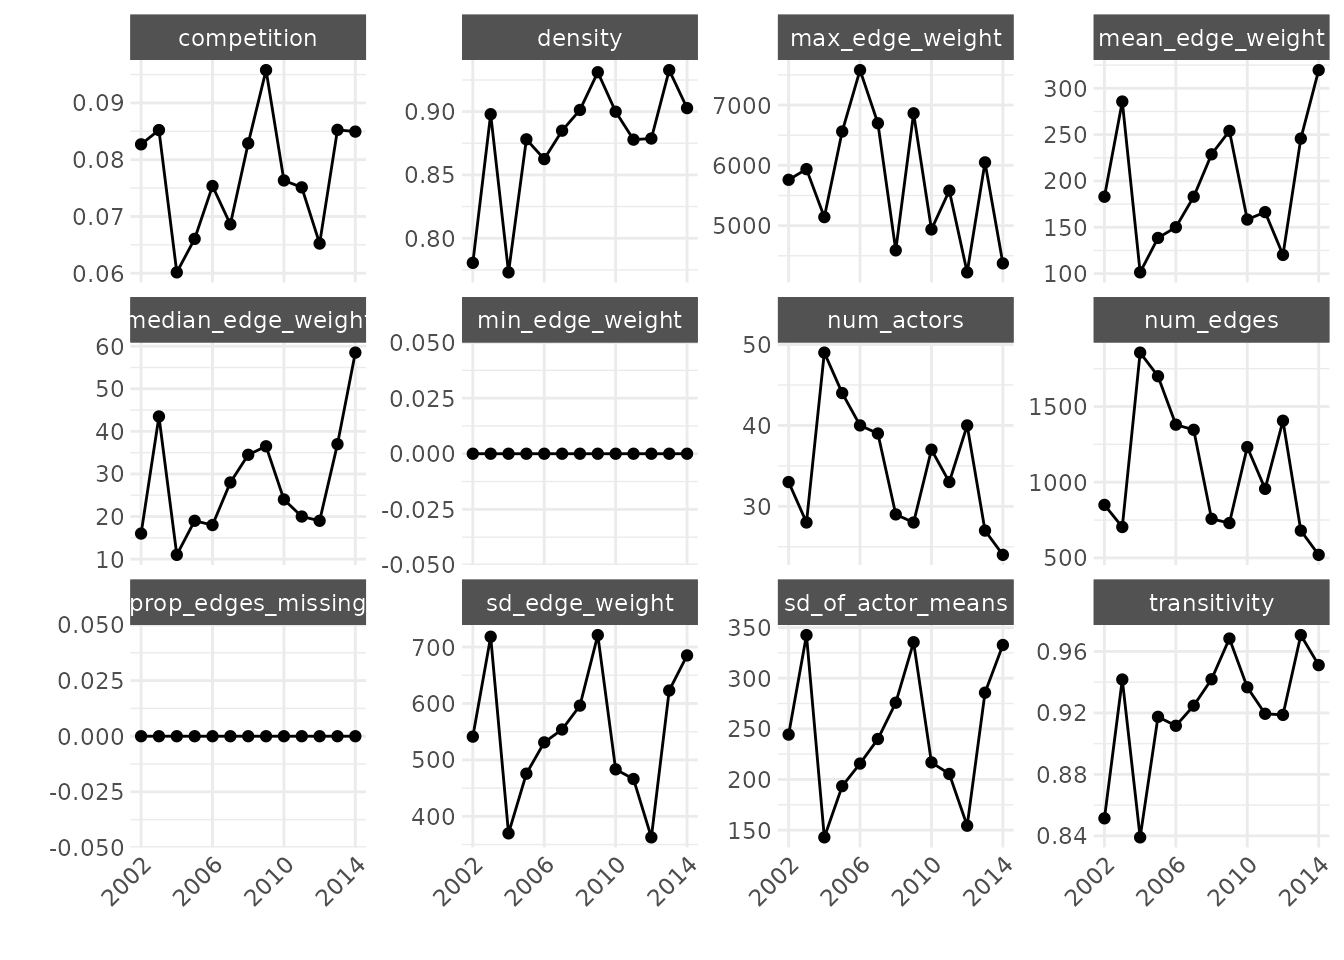 competition density max_edge_weight mean_edge_weight
0.09 0.90 7000 300
0.08 0.85 6000 250
0.07 0.80 5000 200
0.06 150
100
median_edge_weight min_edge_weight num_actors num_edges
60 0.050 50 1500
50 0.025 40 1000
40 0.000 30 500
30 -0.025
20 -0.050
10
prop_edges_missing sd_edge_weight sd_of_actor_means transitivity
0.050 700 350 0.96
0.025 600 300 0.92
0.000 500 250 0.88
-0.025 400 200 0.84
-0.050 150
2002 2006 2010 2014 2002 2006 2010 2014 2002 2006 2010 2014 2002 2006 2010 2014